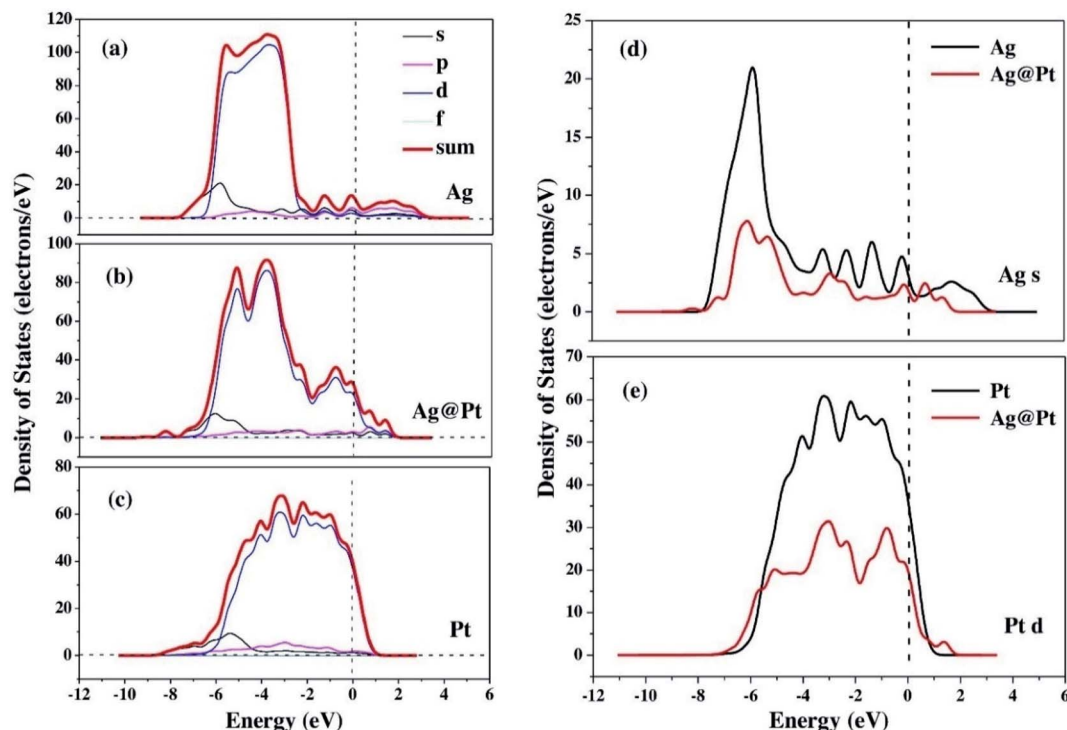 Density of States (electrons/eV)
120
100
80
60
40
20
0
(a)
s
p
d
f
sum
Ag
100
80
60
40
20
0
(b)
Ag@Pt
80
60
40
20
0
(c)
Pt
-12 -10 -8 -6 -4 -2 0 2 4 6
Energy (eV)
Density of States (electrons/eV)
25
20
15
10
5
0
(d)
Ag
Ag@Pt
Ag s
70
60
50
40
30
20
10
0
(e)
Pt
Ag@Pt
Pt d
-12 -10 -8 -6 -4 -2 0 2 4 6
Energy (eV)